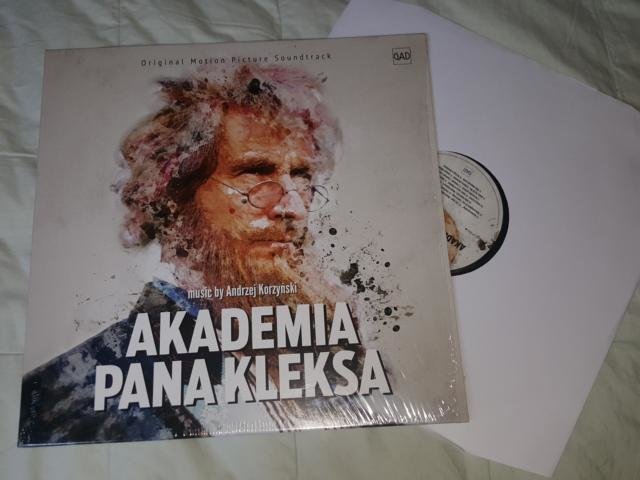 Original Motion Picture Soundtrack
GAD
music by Andrzej Korzyński
AKADEMIA
PANA KLEKSA